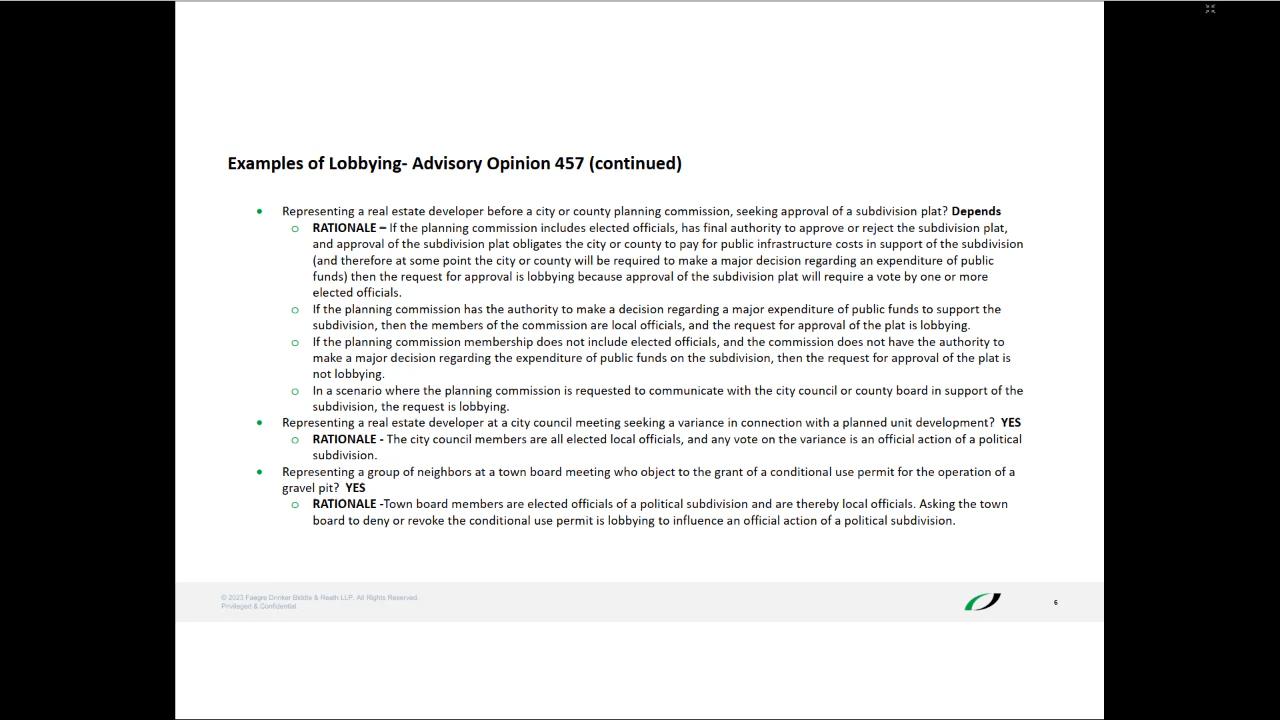 Examples of Lobbying- Advisory Opinion 457 (continued)
• Representing a real estate developer before a city or county planning commission, seeking approval of a subdivision plat? Depends
o RATIONALE – If the planning commission includes elected officials, has final authority to approve or reject the subdivision plat,
and approval of the subdivision plat obligates the city or county to pay for public infrastructure costs in support of the subdivision
(and therefore at some point the city or county will be required to make a major decision regarding an expenditure of public
funds) then the request for approval is lobbying because approval of the subdivision plat will require a vote by one or more
elected officials.
o If the planning commission has the authority to make a decision regarding a major expenditure of public funds to support the
subdivision, then the members of the commission are local officials, and the request for approval of the plat is lobbying.
o If the planning commission membership does not include elected officials, and the commission does not have the authority to
make a major decision regarding the expenditure of public funds on the subdivision, then the request for approval of the plat is
not lobbying.
o In a scenario where the planning commission is requested to communicate with the city council or county board in support of the
subdivision, the request is lobbying.
• Representing a real estate developer at a city council meeting seeking a variance in connection with a planned unit development? YES
o RATIONALE - The city council members are all elected local officials, and any vote on the variance is an official action of a political
subdivision.
• Representing a group of neighbors at a town board meeting who object to the grant of a conditional use permit for the operation of a
gravel pit? YES
o RATIONALE -Town board members are elected officials of a political subdivision and are thereby local officials. Asking the town
board to deny or revoke the conditional use permit is lobbying to influence an official action of a political subdivision.
© 2023 Faegre Drinker Biddle & Reath LLP. All Rights Reserved.
Privileged & Confidential
6